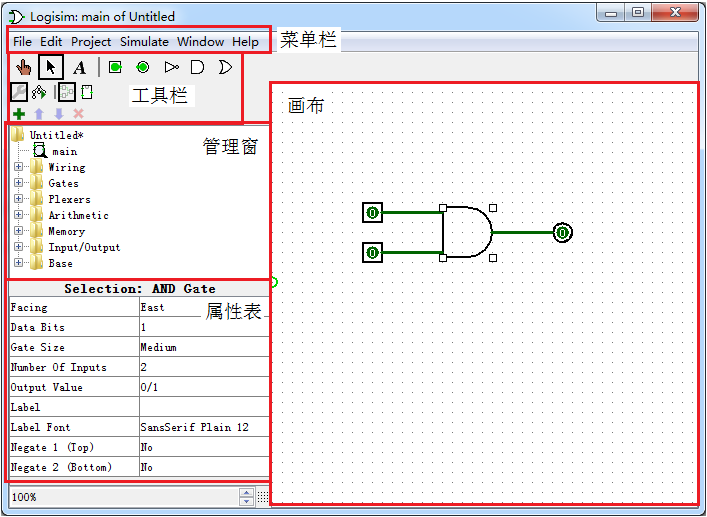 Logisim: main of Untitled
File Edit Project Simulate Window Help
菜单栏
A
工具栏
画布
Untitled*
管理窗
main
Wiring
Gates
Plexers
Arithmetic
Memory
Input/Output
Base
0
0
0
Selection: AND Gate
Facing East
属性表
Data Bits 1
Gate Size Medium
Number Of Inputs 2
Output Value 0/1
Label
Label Font SansSerif Plain 12
Negate 1 (Top) No
Negate 2 (Bottom) No
100%